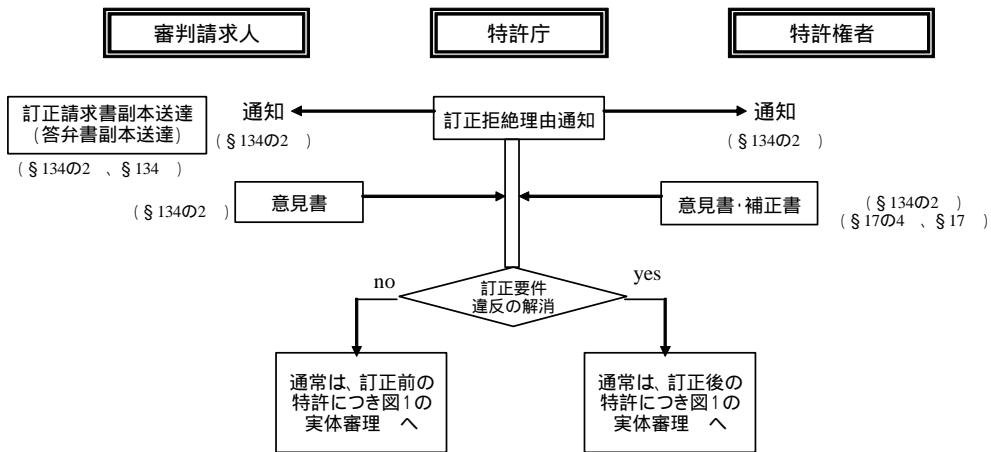 審判請求人
特許庁
特許権者
訂正請求書副本送達
(答弁書副本送達)
(§134の2 、§134 )
通知
(§134の2 )
訂正拒絶理由通知
通知
(§134の2 )
(§134の2 )
意見書
意見書・補正書
(§134の2 )
(§17の4 、§17 )
no
訂正要件
違反の解消
yes
通常は、訂正前の
特許につき図1の
実体審理 へ
通常は、訂正後の
特許につき図1の
実体審理 へ